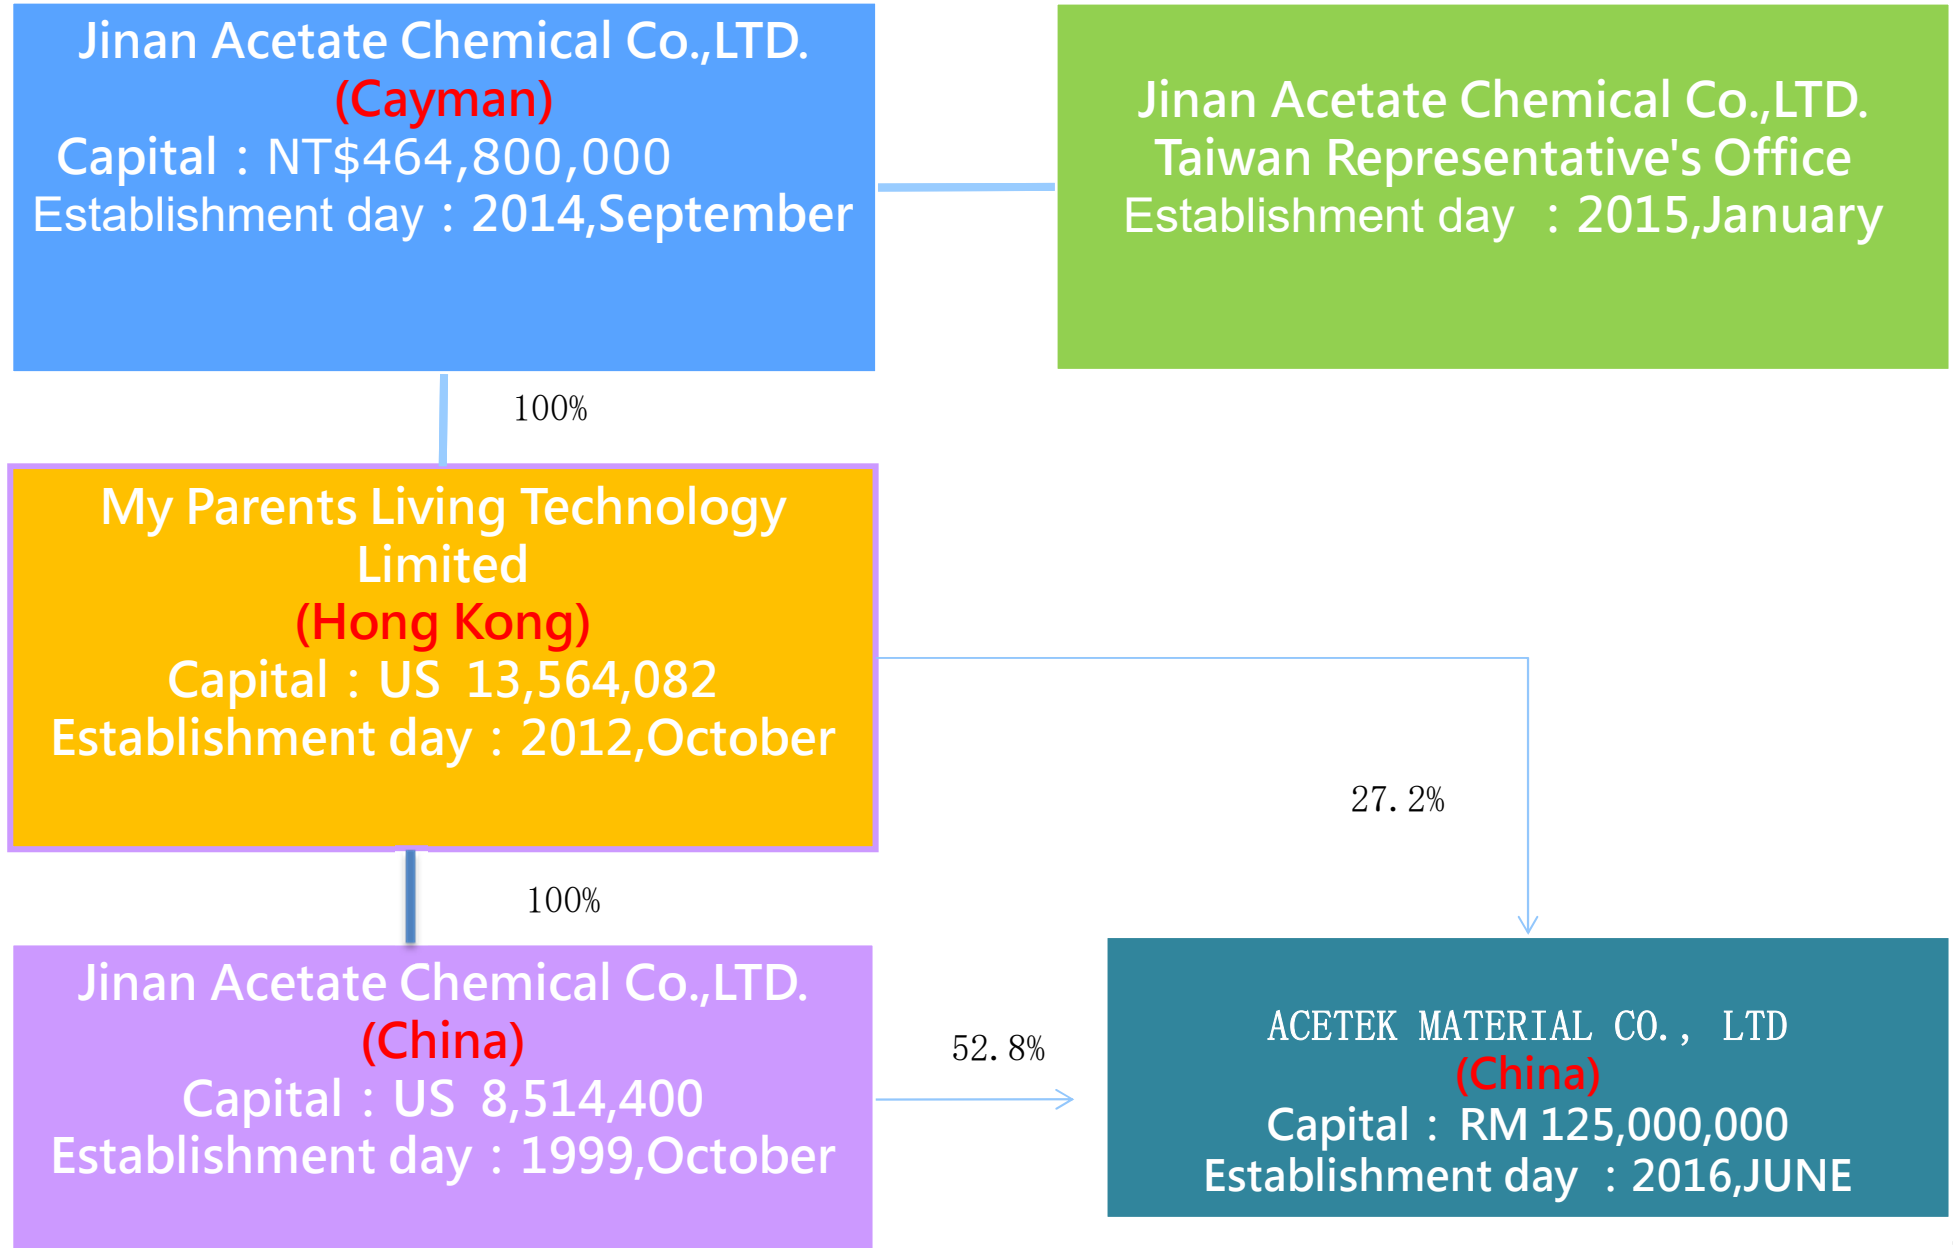 Jinan Acetate Chemical Co.,LTD.
(Cayman)
Capital：NT$464,800,000
Establishment day：2014,September
Jinan Acetate Chemical Co.,LTD.
Taiwan Representative's Office
Establishment day ：2015,January
100%
My Parents Living Technology
Limited
(Hong Kong)
Capital：US 13,564,082
Establishment day：2012,October
27.2%
100%
Jinan Acetate Chemical Co.,LTD.
(China)
Capital：US 8,514,400
Establishment day：1999,October
52.8%
ACETEK MATERIAL CO., LTD
(China)
Capital： RM 125,000,000
Establishment day ：2016,JUNE